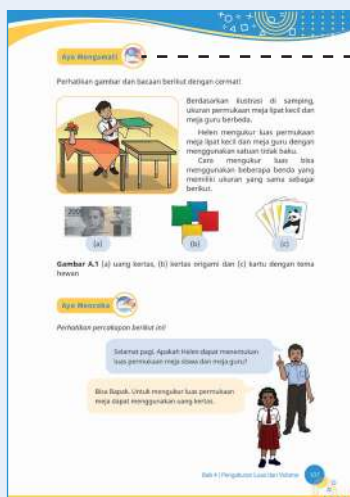 Ayo Mengamati
Perhatikan gambar dan bacaan berikut dengan cermat!
Berdasarkan ilustrasi di samping,
ukuran permukaan meja lipat kecil dan
meja guru berbeda.
Helen mengukur luas permukaan
meja lipat kecil dan meja guru dengan
menggunakan satuan tidak baku.
Cara mengukur luas bisa
menggunakan beberapa benda yang
memiliki ukuran yang sama sebagai
berikut.
(a)
(b)
(c)
Gambar A.1 (a) uang kertas, (b) kertas origami dan (c) kartu dengan tema
hewan
Ayo Mencoba
Perhatikan percakapan berikut ini!
Selamat pagi, Apakah Helen dapat menentukan
luas permukaan meja siswa dan meja guru?
Bisa Bapak. Untuk mengukur luas permukaan
meja dapat menggunakan uang kertas.
Bab 4 | Pengukuran Luas dan Volume